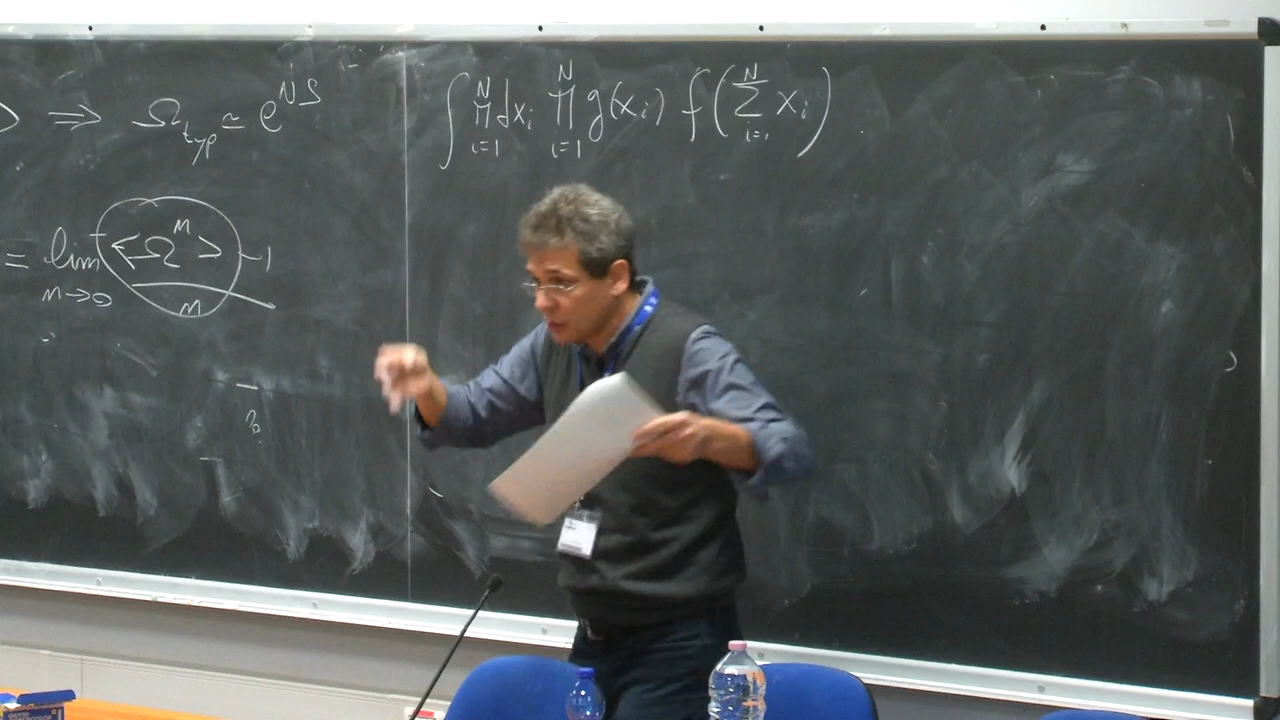 > ⇒ Ω_typ ≃ e^{NS}
= lim_{n→0} (<Ω^n> − 1) / n
∫ ∏_{i=1}^{N} dx_i ∏_{i=1}^{N} g(x_i) f(∑_{i=1}^{N} x_i)